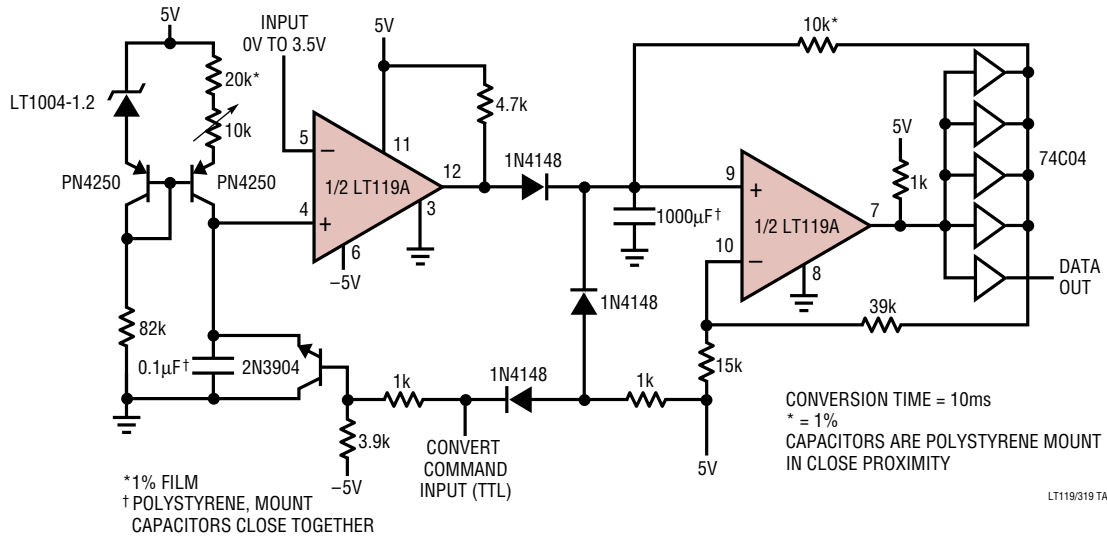 5V
INPUT
0V TO 3.5V
5V
10k*
LT1004-1.2
20k*
10k
PN4250
PN4250
5
–
4
+
1/2 LT119A
11
12
3
6
–5V
4.7k
1N4148
1000µF†
9
+
10
–
1/2 LT119A
7
8
5V
1k
74C04
DATA
OUT
39k
15k
1N4148
82k
0.1µF†
2N3904
1k
1N4148
1k
3.9k
–5V
CONVERT
COMMAND
INPUT (TTL)
5V
CONVERSION TIME = 10ms
* = 1%
CAPACITORS ARE POLYSTYRENE MOUNT
IN CLOSE PROXIMITY
*1% FILM
† POLYSTYRENE, MOUNT
CAPACITORS CLOSE TOGETHER
LT119/319 TA